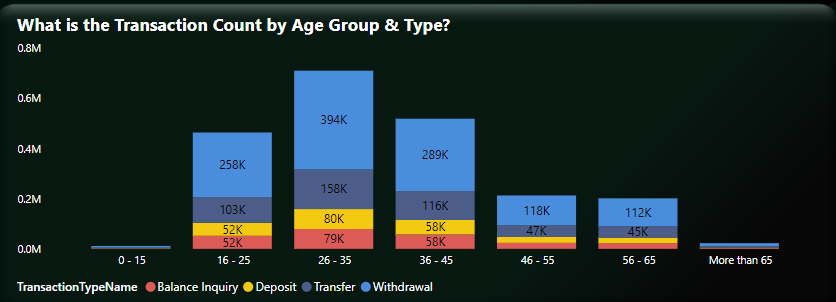 What is the Transaction Count by Age Group & Type?
0.8M
0.6M
0.4M
0.2M
0.0M
394K
258K
289K
158K
103K
116K
118K
112K
80K
52K
58K
47K
45K
52K
79K
58K
0 - 15 16 - 25 26 - 35 36 - 45 46 - 55 56 - 65 More than 65
TransactionTypeName Balance Inquiry Deposit Transfer Withdrawal